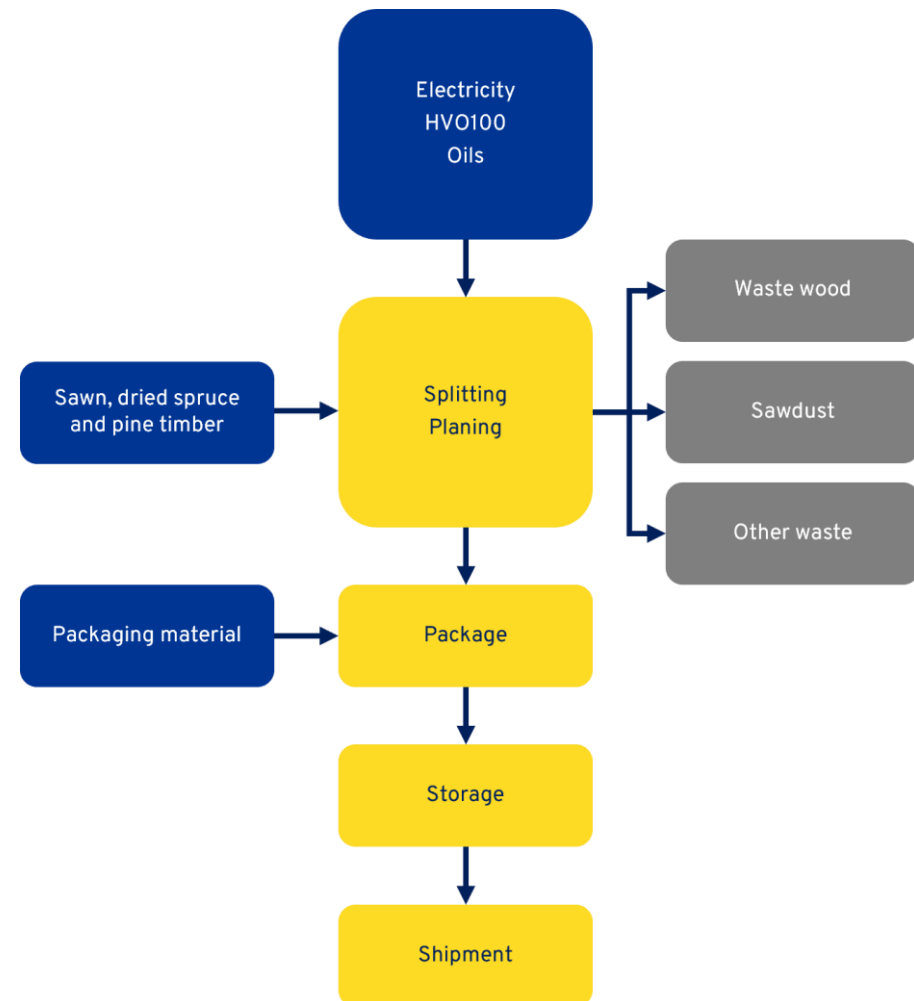 Electricity
HVO100
Oils
Waste wood
Sawn, dried spruce
and pine timber
Splitting
Planing
Sawdust
Other waste
Packaging material
Package
Storage
Shipment